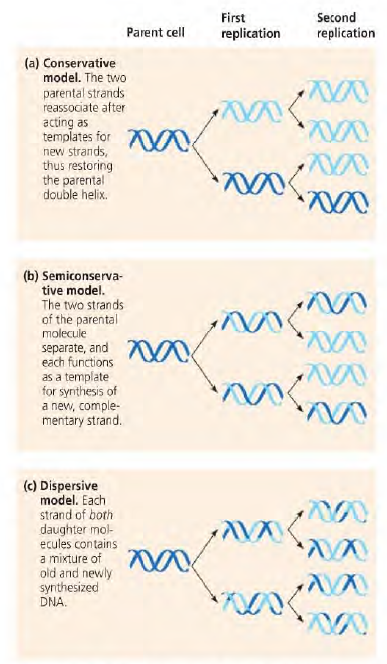 Parent cell
First
replication
Second
replication
(a) Conservative
model. The two
parental strands
reassociate after
acting as
templates for
new strands,
thus restoring
the parental
double helix.
(b) Semiconserva-
tive model.
The two strands
of the parental
molecule
separate, and
each functions
as a template
for synthesis of
a new, comple-
mentary strand.
(c) Dispersive
model. Each
strand of both
daughter mol-
ecules contains
a mixture of
old and newly
synthesized
DNA.